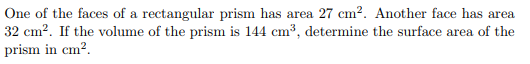 One of the faces of a rectangular prism has area 27 cm². Another face has area
32 cm². If the volume of the prism is 144 cm³, determine the surface area of the
prism in cm².